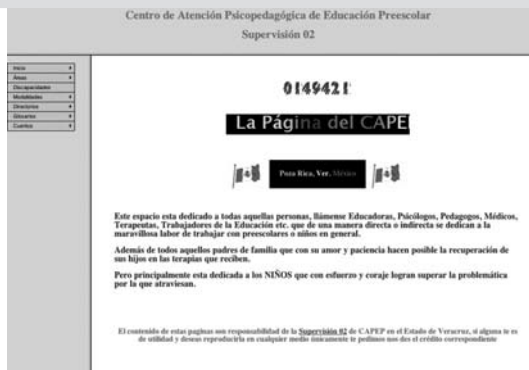 Centro de Atención Psicopedagógica de Educación Preescolar
Supervisión 02
Inicio
Áreas
Discapacidades
Modalidades
Directorios
Glosarios
Cuentos
0149421
La Página del CAPE
Poza Rica, Ver. México
Este espacio esta dedicado a todas aquellas personas, llámense Educadoras, Psicólogos, Pedagogos, Médicos,
Terapeutas, Trabajadores de la Educación etc. que de una manera directa o indirecta se dedican a la
maravillosa labor de trabajar con preescolares o niños en general.
Además de todos aquellos padres de familia que con su amor y paciencia hacen posible la recuperación de
sus hijos en las terapias que reciben.
Pero principalmente esta dedicada a los NIÑOS que con esfuerzo y coraje logran superar la problemática
por la que atraviesan.
El contenido de estas paginas son responsabilidad de la Supervisión 02 de CAPEP en el Estado de Veracruz, si alguna te es
de utilidad y deseas reproducirla en cualquier medio únicamente te pedimos nos des el crédito correspondiente